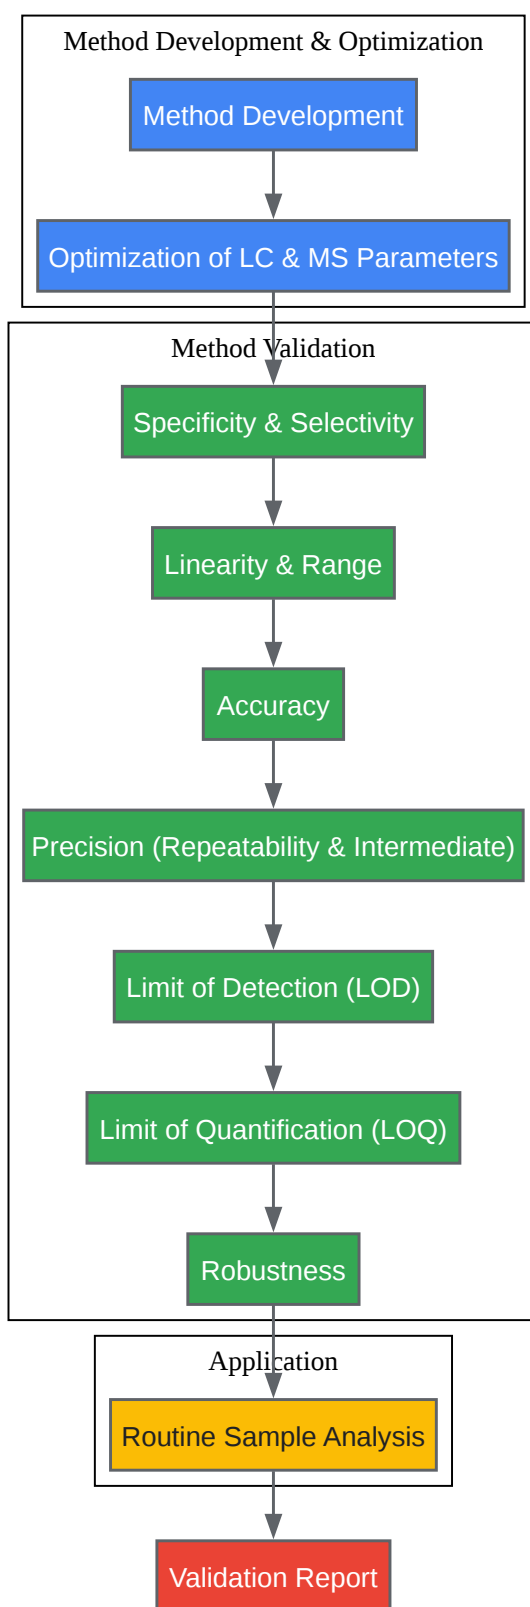 Method Development & Optimization
Method Development
Optimization of LC & MS Parameters
Method Validation
Specificity & Selectivity
Linearity & Range
Accuracy
Precision (Repeatability & Intermediate)
Limit of Detection (LOD)
Limit of Quantification (LOQ)
Robustness
Application
Routine Sample Analysis
Validation Report